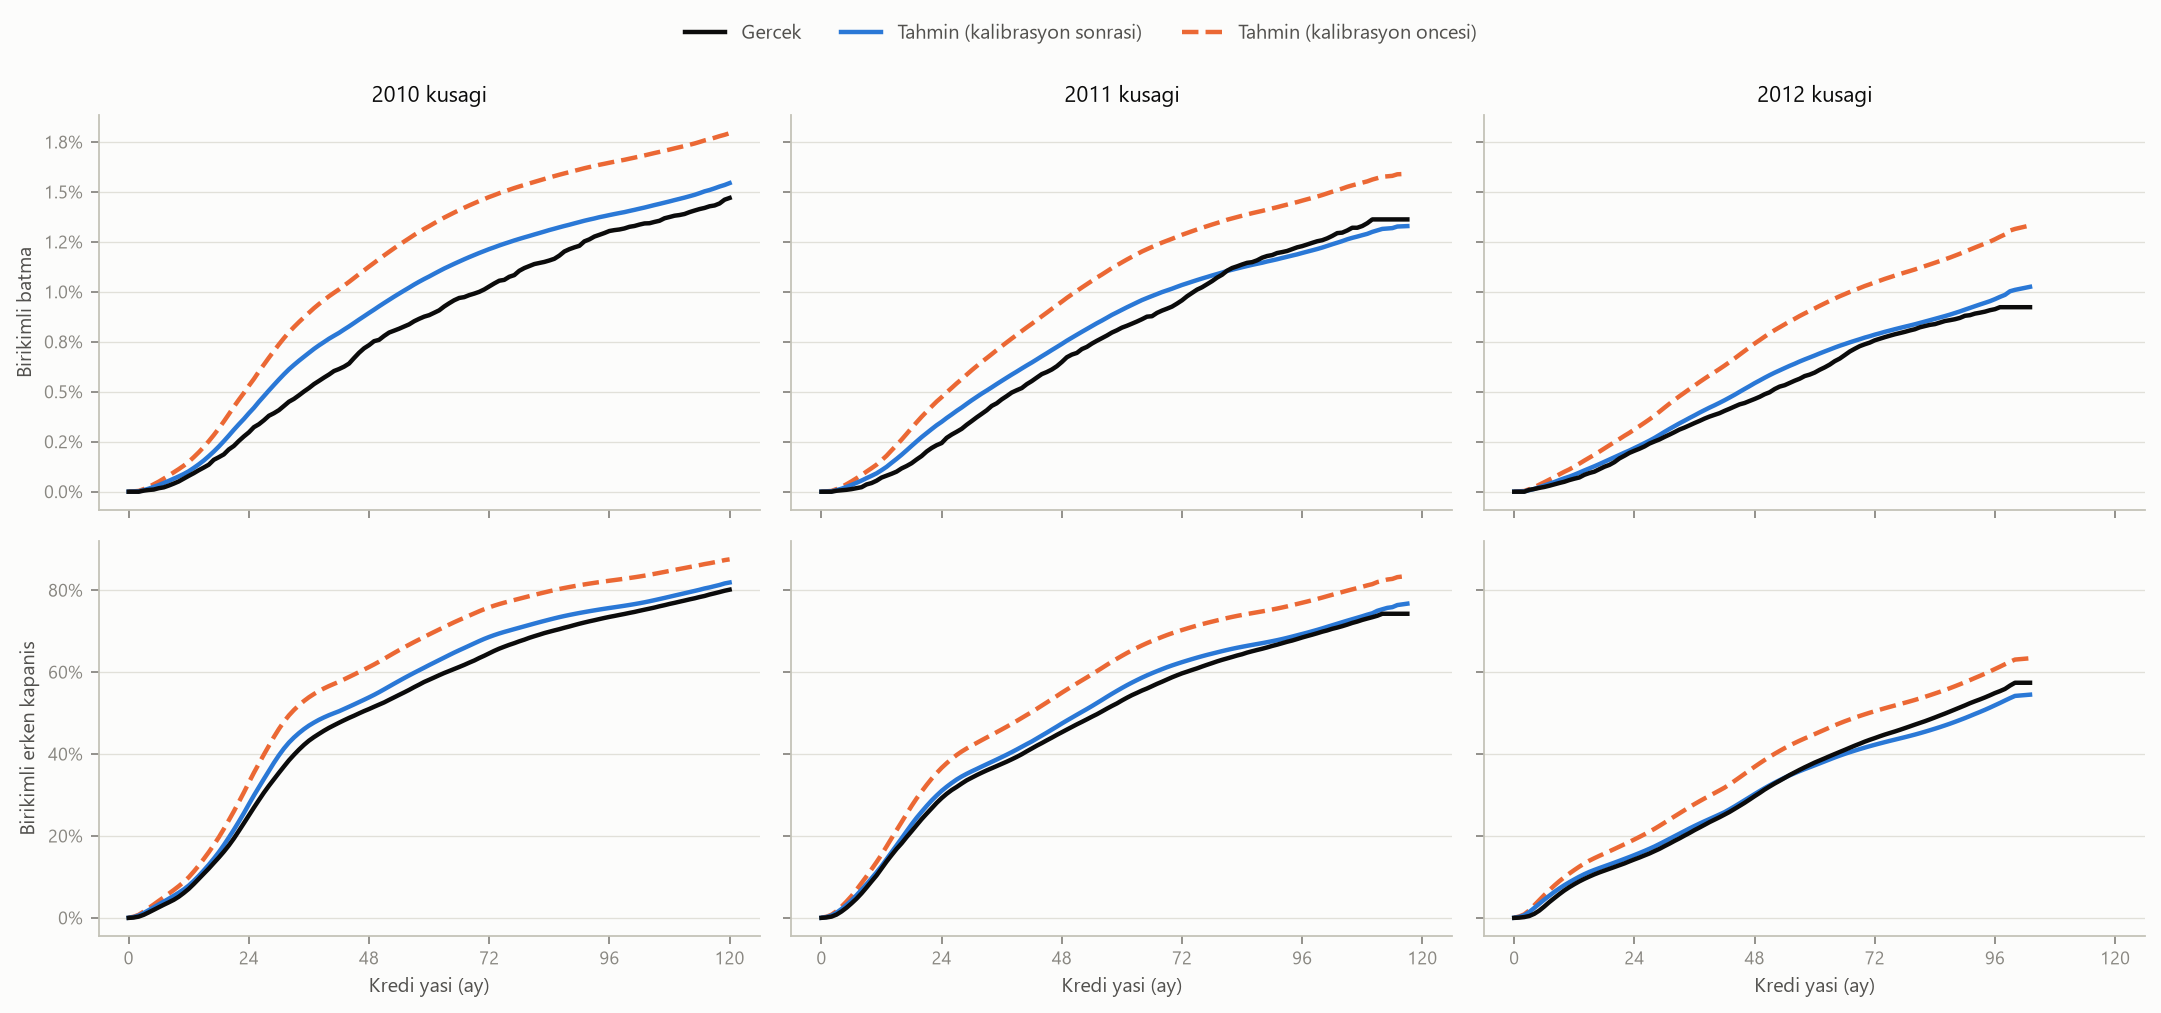 Gercek Tahmin (kalibrasyon sonrasi) Tahmin (kalibrasyon oncesi)
2010 kusagi 2011 kusagi 2012 kusagi
Birikimli batma
1.8%
1.5%
1.2%
1.0%
0.8%
0.5%
0.2%
0.0%
Birikimli erken kapanis
80%
60%
40%
20%
0%
0 24 48 72 96 120 0 24 48 72 96 120 0 24 48 72 96 120
Kredi yasi (ay) Kredi yasi (ay) Kredi yasi (ay)